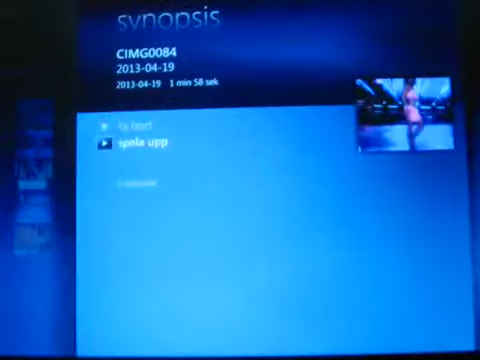 synopsis
CIMG0084
2013-04-19
2013-04-19 1 min 58 sek
ta bort
spela upp